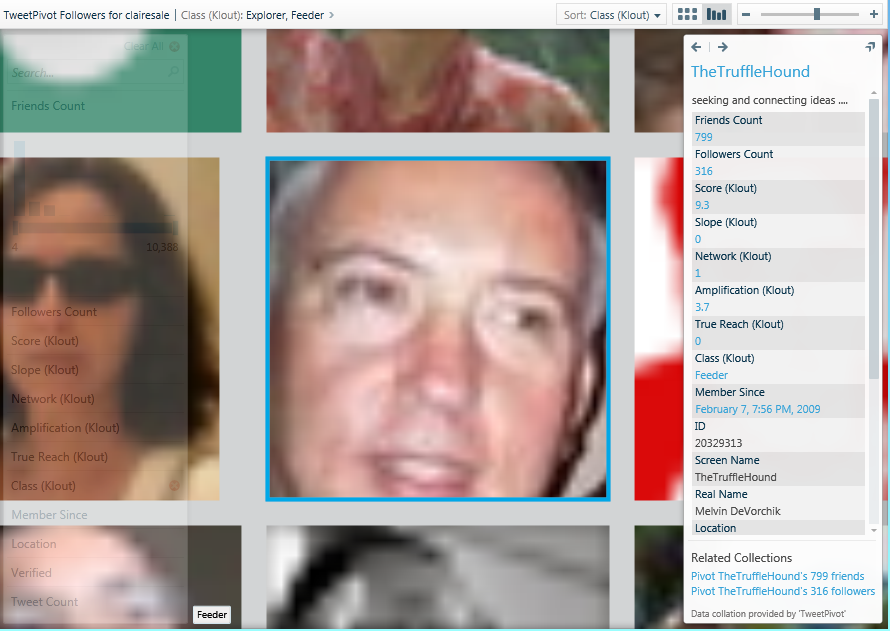 TweetPivot Followers for clairesale | Class (Klout): Explorer, Feeder >
Sort: Class (Klout)
Clear All
Search...
Friends Count
4 10,388
Followers Count
Score (Klout)
Slope (Klout)
Network (Klout)
Amplification (Klout)
True Reach (Klout)
Class (Klout)
Member Since
Location
Verified
Tweet Count
Feeder
TheTruffleHound
seeking and connecting ideas ....
Friends Count
799
Followers Count
316
Score (Klout)
9.3
Slope (Klout)
0
Network (Klout)
1
Amplification (Klout)
3.7
True Reach (Klout)
0
Class (Klout)
Feeder
Member Since
February 7, 7:56 PM, 2009
ID
20329313
Screen Name
TheTruffleHound
Real Name
Melvin DeVorchik
Location
Related Collections
Pivot TheTruffleHound's 799 friends
Pivot TheTruffleHound's 316 followers
Data collation provided by 'TweetPivot'